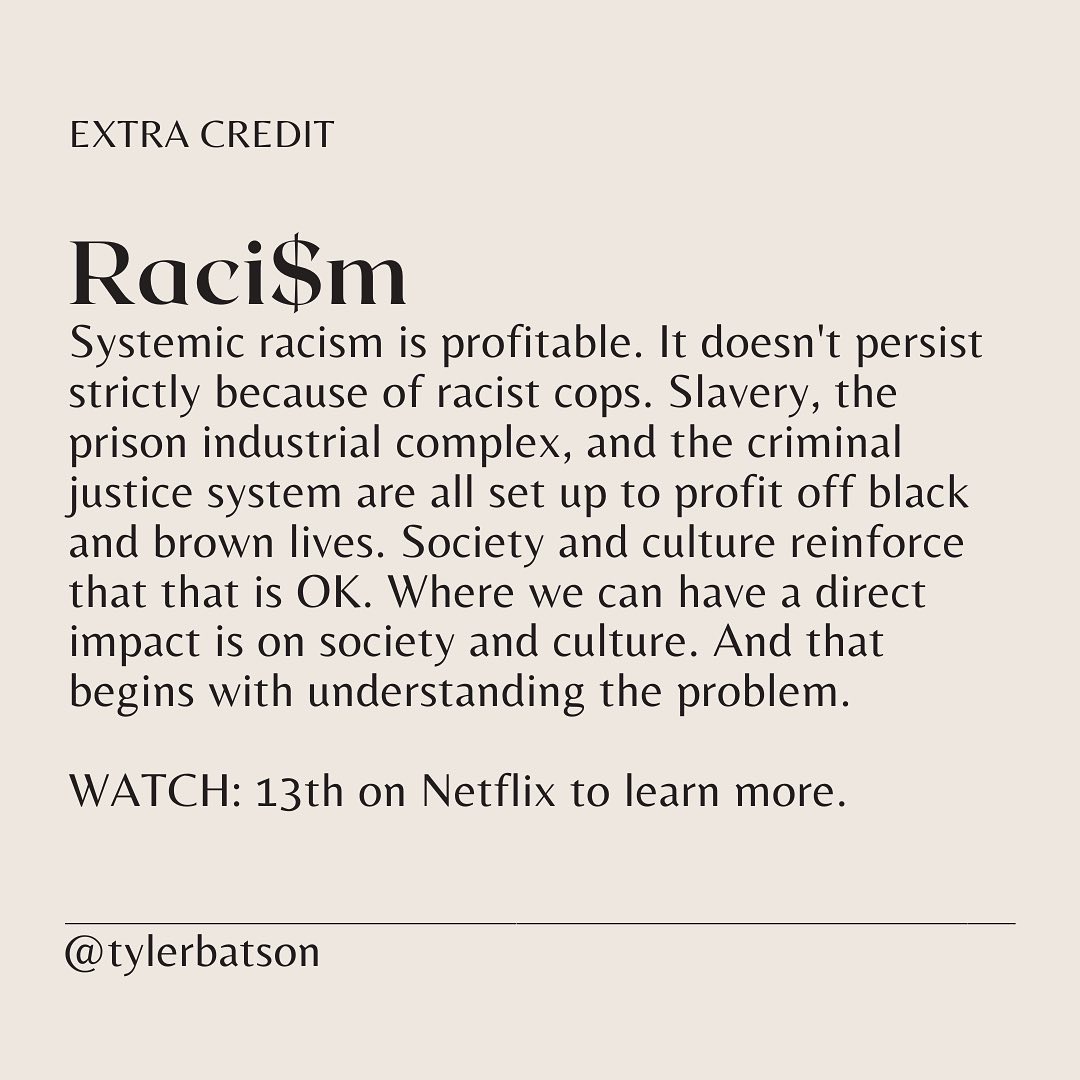 EXTRA CREDIT
Raci$m
Systemic racism is profitable. It doesn't persist
strictly because of racist cops. Slavery, the
prison industrial complex, and the criminal
justice system are all set up to profit off black
and brown lives. Society and culture reinforce
that that is OK. Where we can have a direct
impact is on society and culture. And that
begins with understanding the problem.
WATCH: 13th on Netflix to learn more.
@tylerbatson